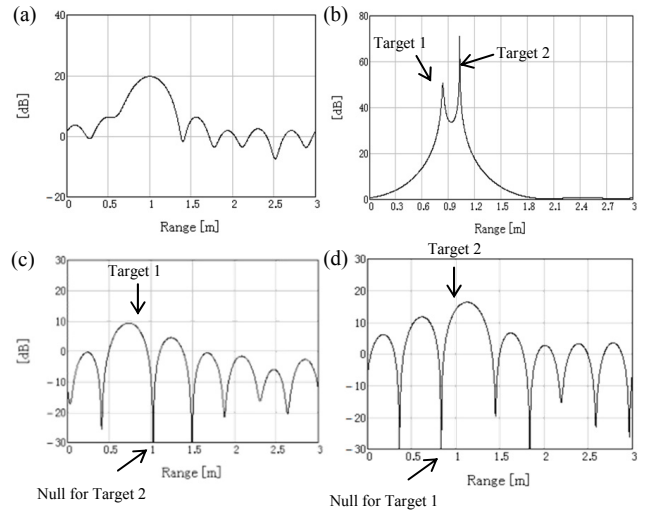 (a)
40
20
0
-20
[dB]
0 0.5 1 1.5 2 2.5 3
Range [m]
(b)
80
60
40
20
0
[dB]
Target 1
Target 2
0 0.3 0.6 0.9 1.2 1.5 1.8 2.1 2.4 2.7 3
Range [m]
(c)
30
20
10
0
-10
-20
-30
[dB]
Target 1
0 0.5 1 1.5 2 2.5 3
Range [m]
Null for Target 2
(d)
Target 2
30
20
10
0
-10
-20
-30
[dB]
0 0.5 1 1.5 2 2.5 3
Range [m]
Null for Target 1